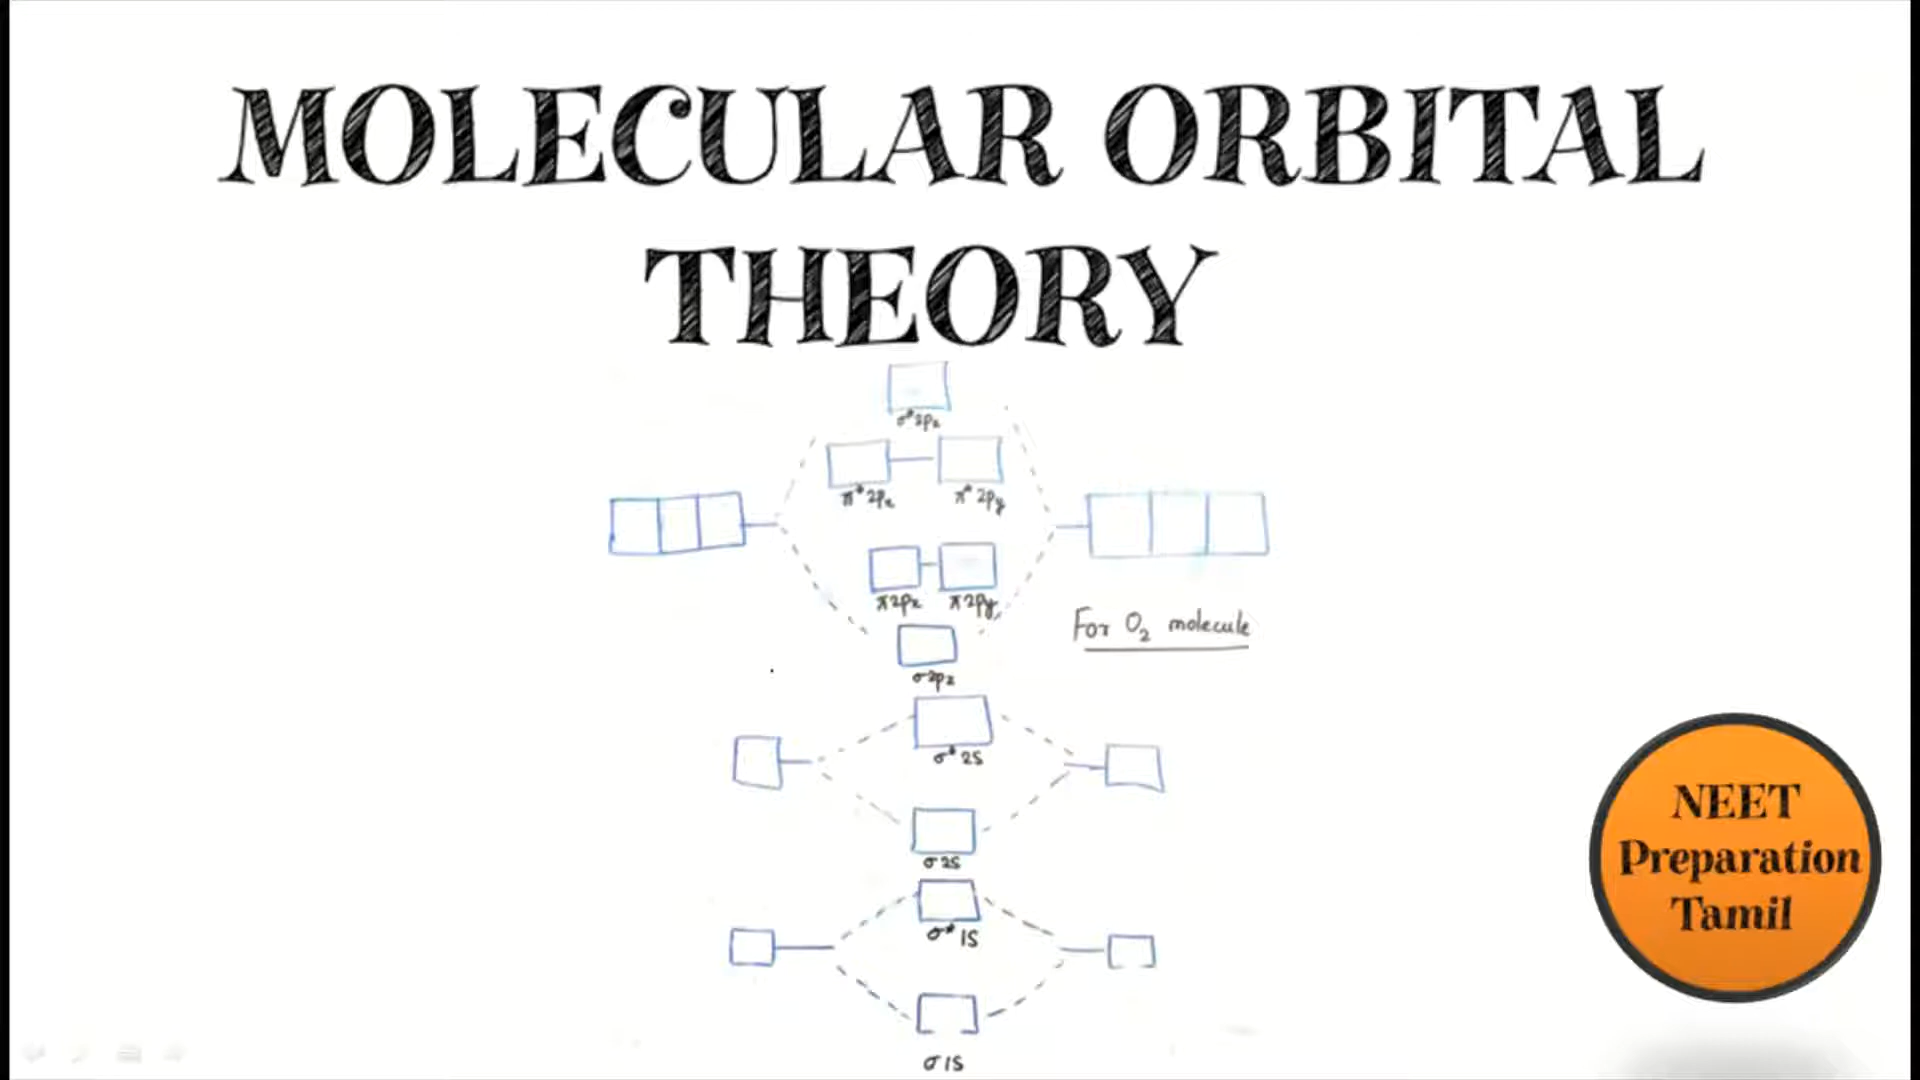 MOLECULAR ORBITAL
THEORY
σ*2pz
π*2px π*2py
π2px π2py
For O₂ molecule
σ2pz
σ*2S
σ2S
σ*1S
σ1S
NEET
Preparation
Tamil